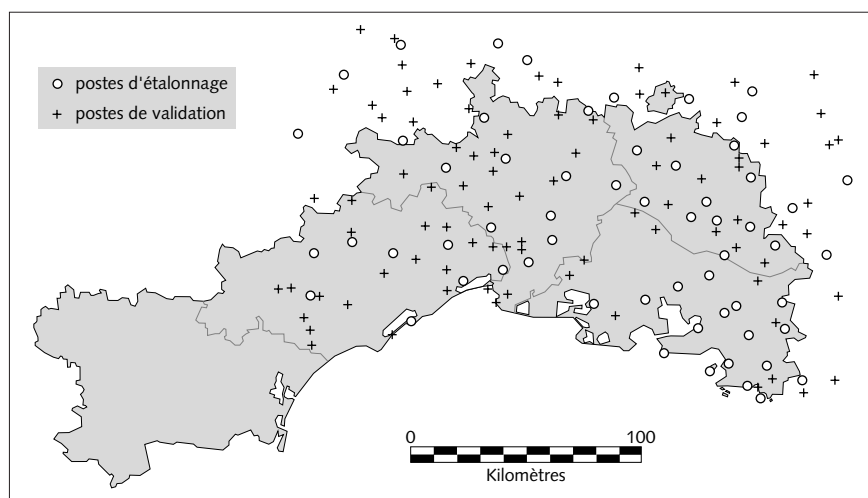 postes d'étalonnage
postes de validation
0 100
Kilomètres